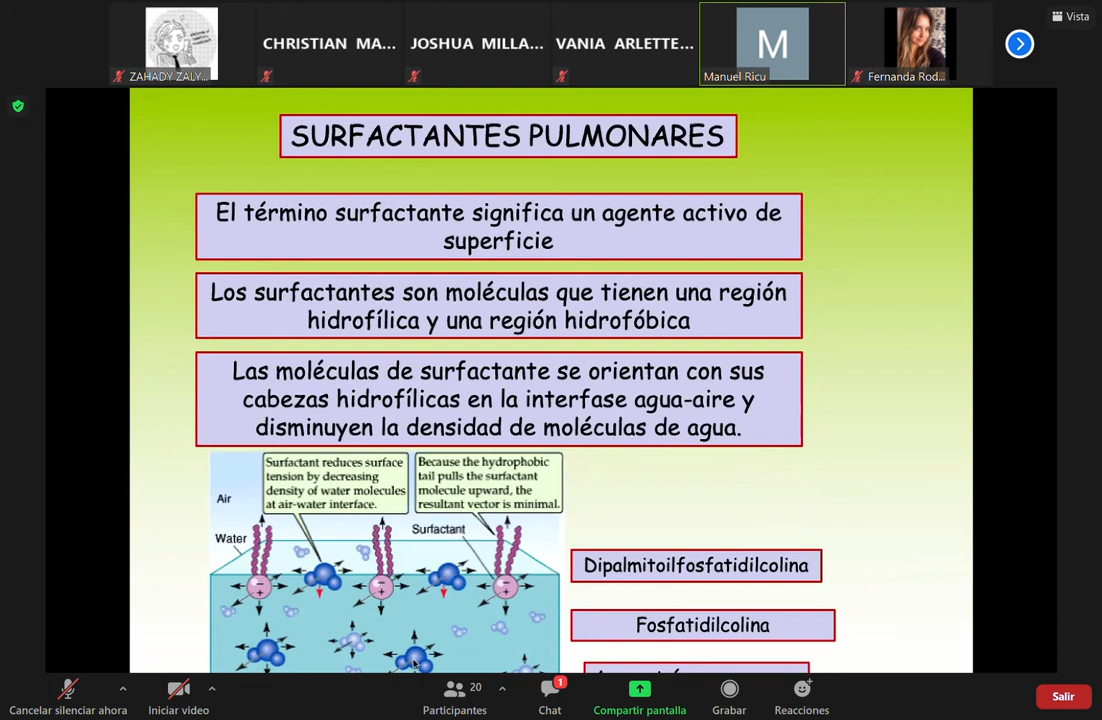 Vista
ZAHADY ZALY...
CHRISTIAN MA...
JOSHUA MILLA...
VANIA ARLETTE...
M
Manuel Ricu
Fernanda Rod...
SURFACTANTES PULMONARES
El término surfactante significa un agente activo de
superficie
Los surfactantes son moléculas que tienen una región
hidrofílica y una región hidrofóbica
Las moléculas de surfactante se orientan con sus
cabezas hidrofílicas en la interfase agua-aire y
disminuyen la densidad de moléculas de agua.
Surfactant reduces surface
tension by decreasing
density of water molecules
at air-water interface.
Because the hydrophobic
tail pulls the surfactant
molecule upward, the
resultant vector is minimal.
Air
Water
Surfactant
Dipalmitoilfosfatidilcolina
Fosfatidilcolina
Cancelar silenciar ahora
Iniciar video
20
Participantes
1
Chat
Compartir pantalla
Grabar
Reacciones
Salir